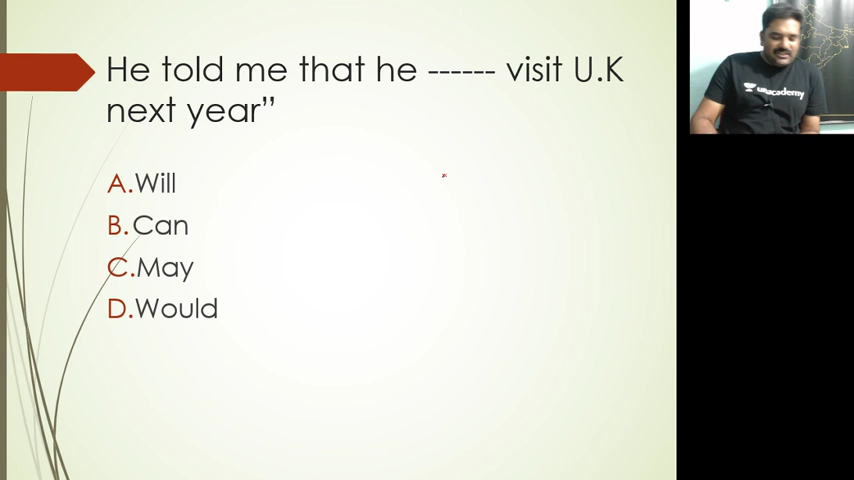 He told me that he ------ visit U.K
next year”
A.Will
B.Can
C.May
D.Would
unacademy